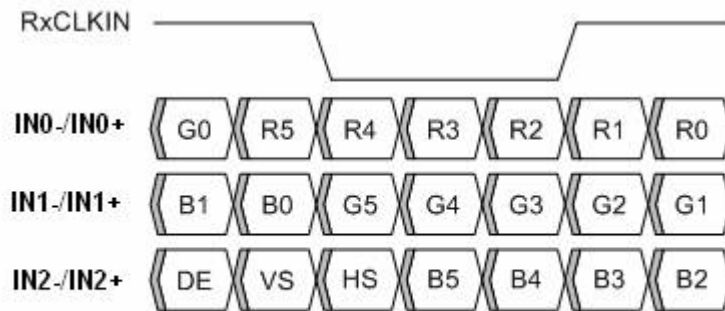 RxCLKIN
IN0-/IN0+ G0 R5 R4 R3 R2 R1 R0
IN1-/IN1+ B1 B0 G5 G4 G3 G2 G1
IN2-/IN2+ DE VS HS B5 B4 B3 B2